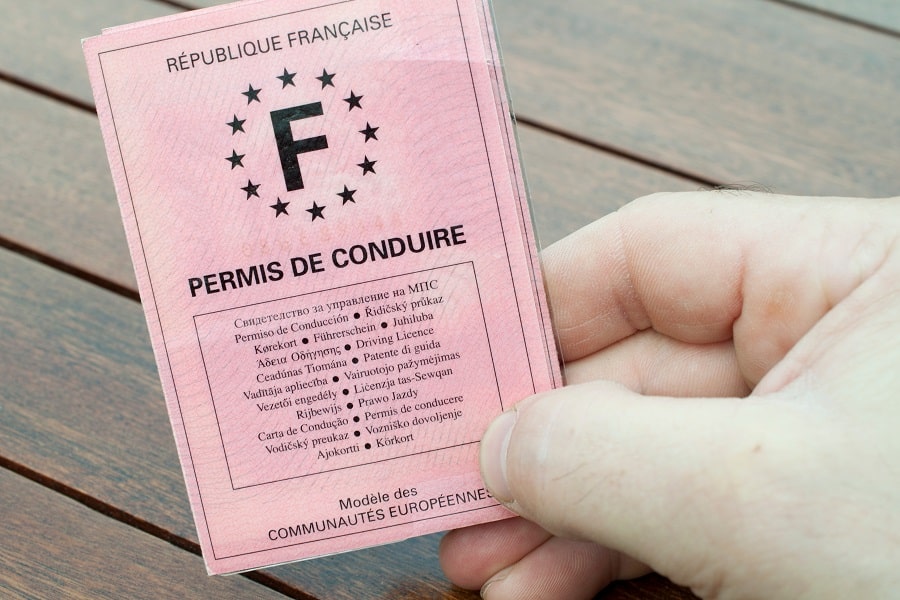 RÉPUBLIQUE FRANÇAISE
F
PERMIS DE CONDUIRE
Свидетелство за управление на МПС
Permiso de Conducción ● Řidičský průkaz
Kørekort ● Führerschein ● Juhiluba
Άδεια Οδήγησης ● Driving Licence
Ceadúnas Tiomána ● Patente di guida
Vadītāja apliecība ● Vairuotojo pažymėjimas
Vezetői engedély ● Liċenzja tas-Sewqan
Rijbewijs ● Prawo Jazdy
Carta de Condução ● Permis de conducere
Vodičský preukaz ● Vozniško dovoljenje
Ajokortti ● Körkort
Modèle des
COMMUNAUTÉS EUROPÉENNES